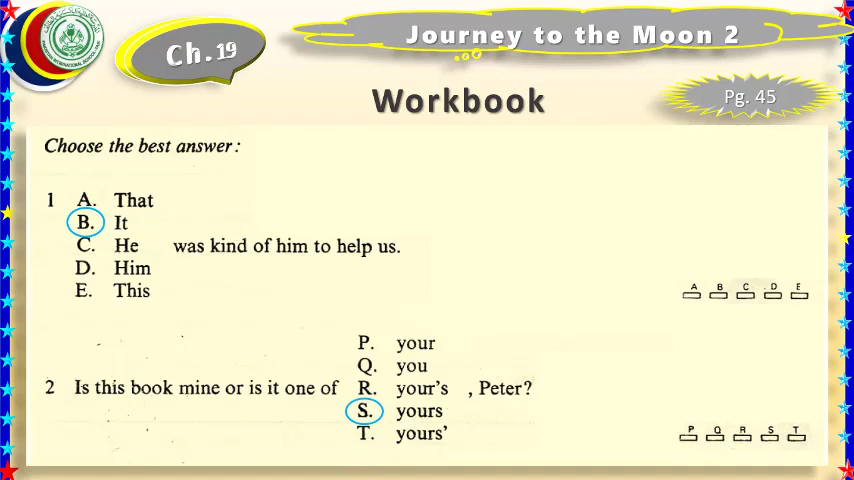 Ch.19
Journey to the Moon 2
Workbook
Pg. 45
Choose the best answer:
1 A. That
B. It
C. He was kind of him to help us.
D. Him
E. This
A B C D E
P. your
Q. you
2 Is this book mine or is it one of R. your's , Peter?
S. yours
T. yours'
P Q R S T